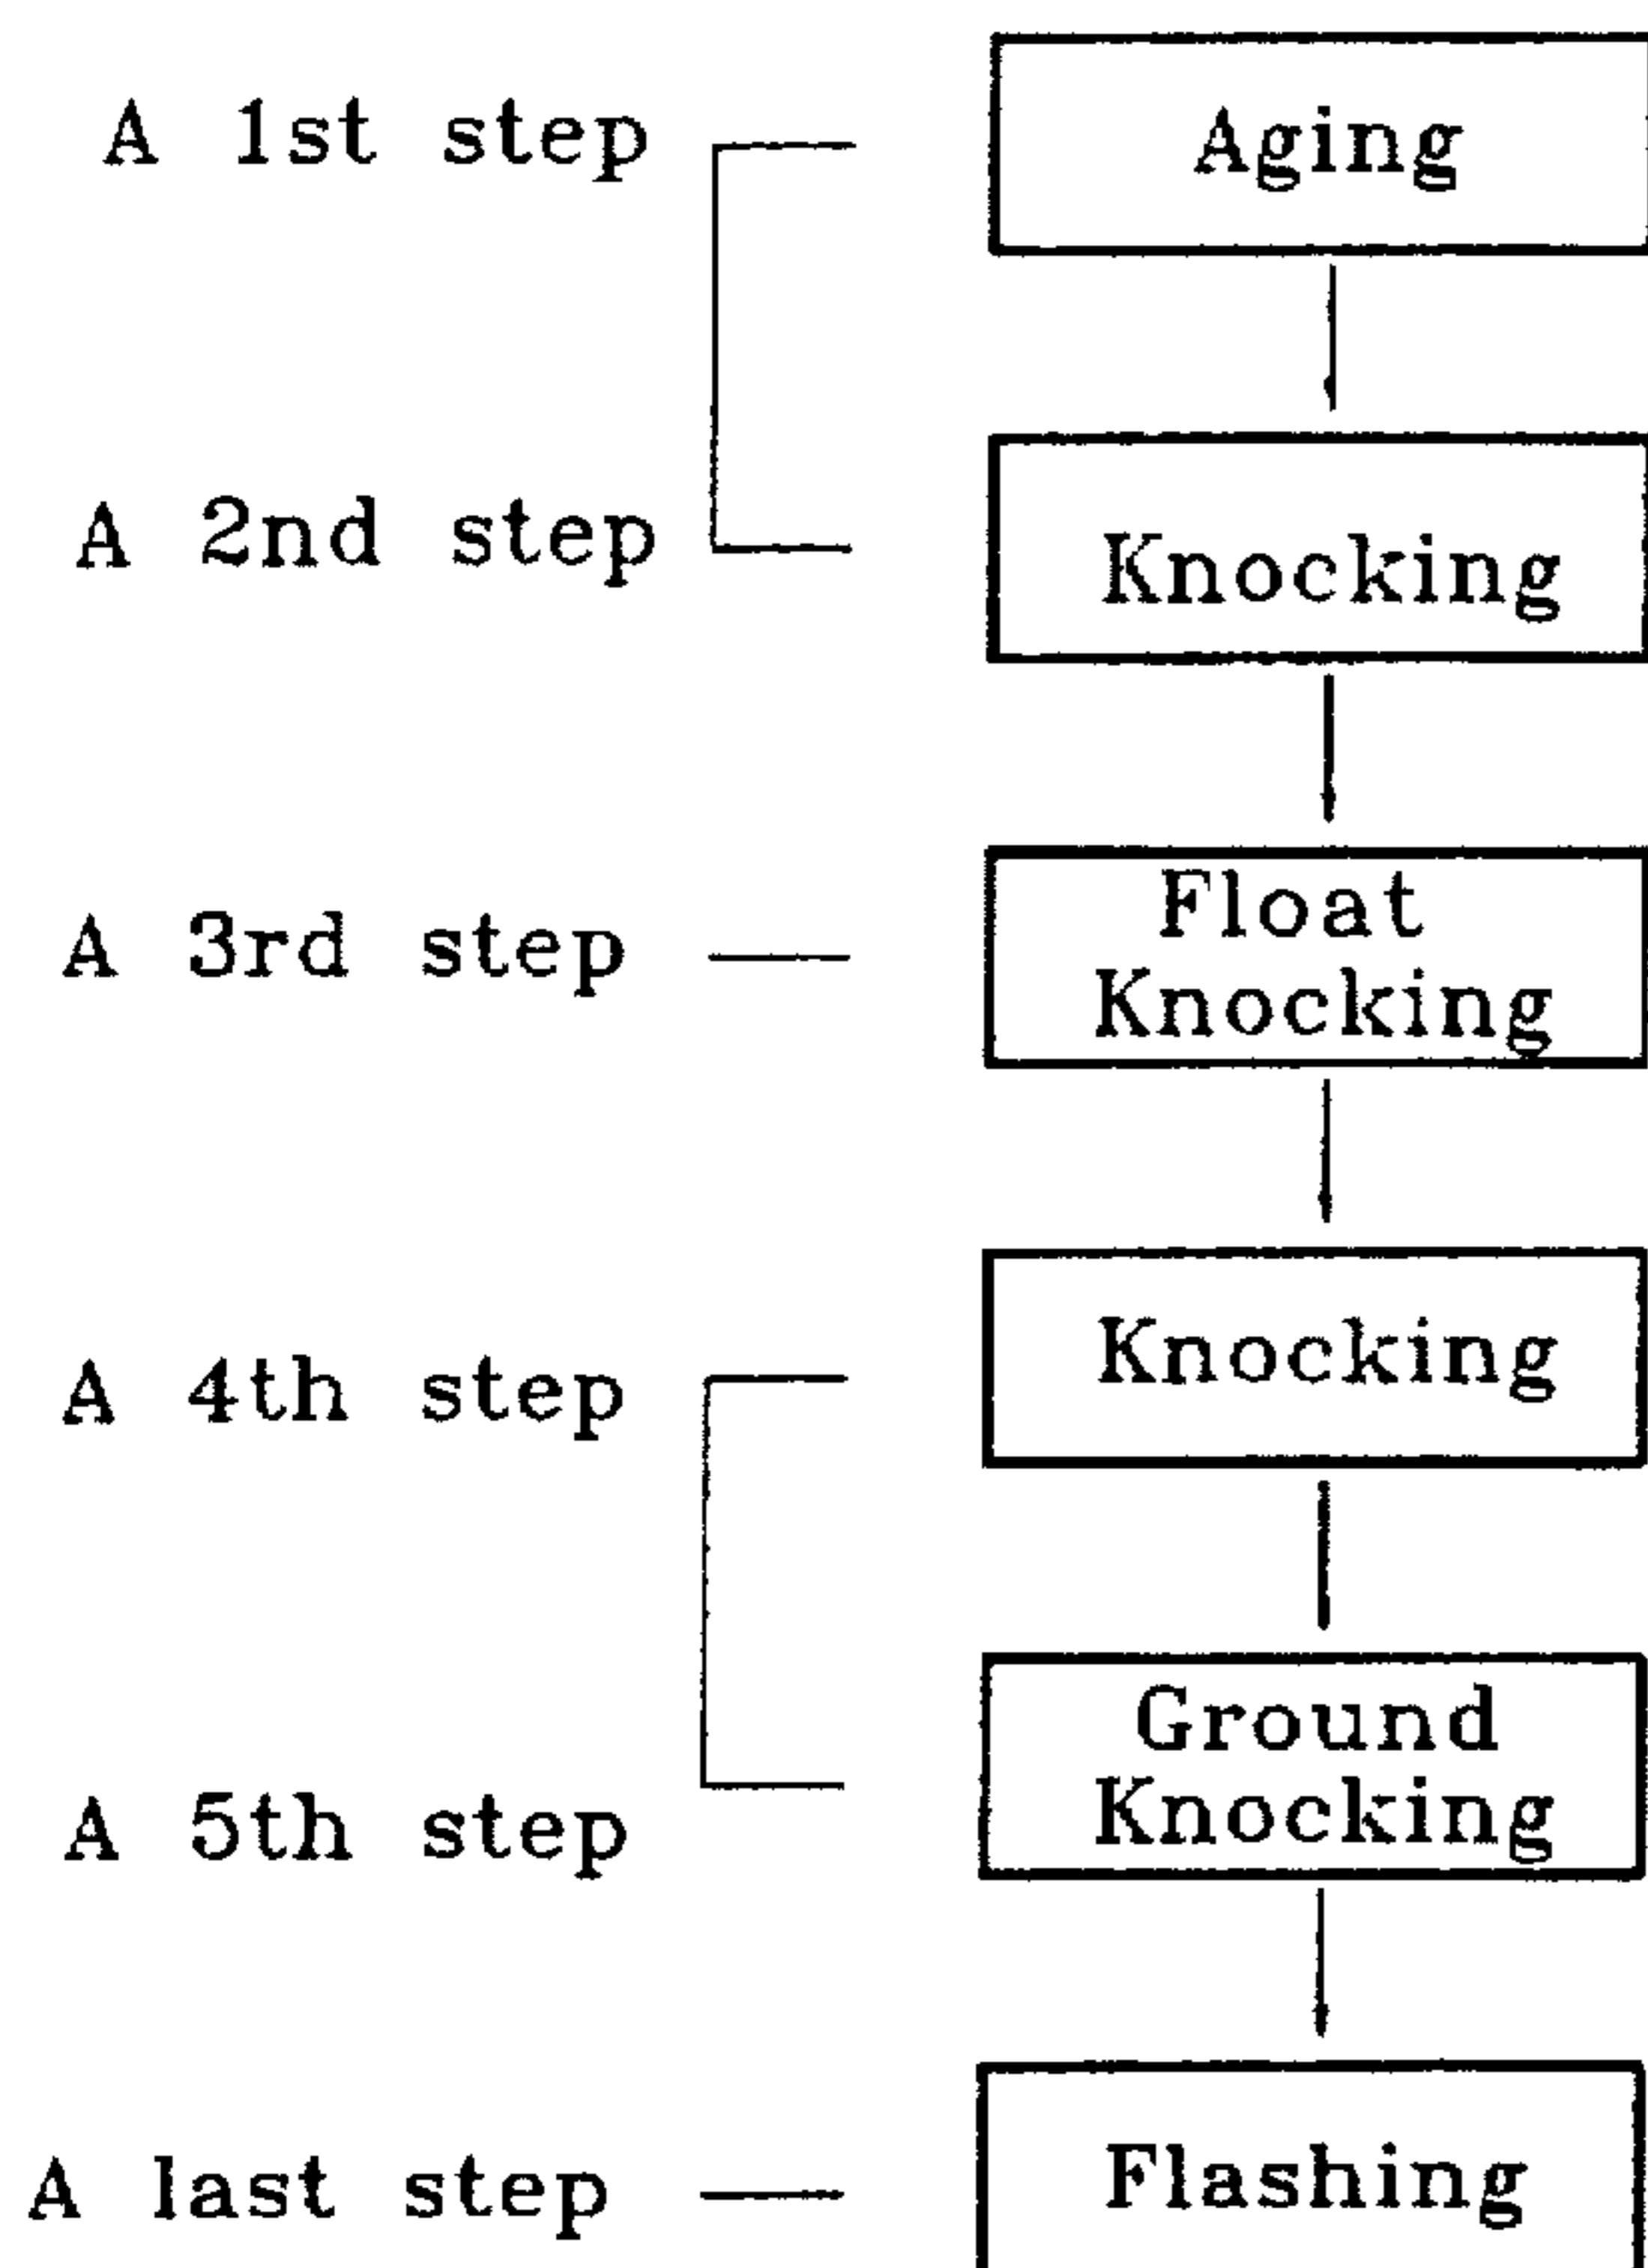 A 1st step
Aging
A 2nd step
Knocking
A 3rd step
Float
Knocking
A 4th step
Knocking
A 5th step
Ground
Knocking
A last step
Flashing